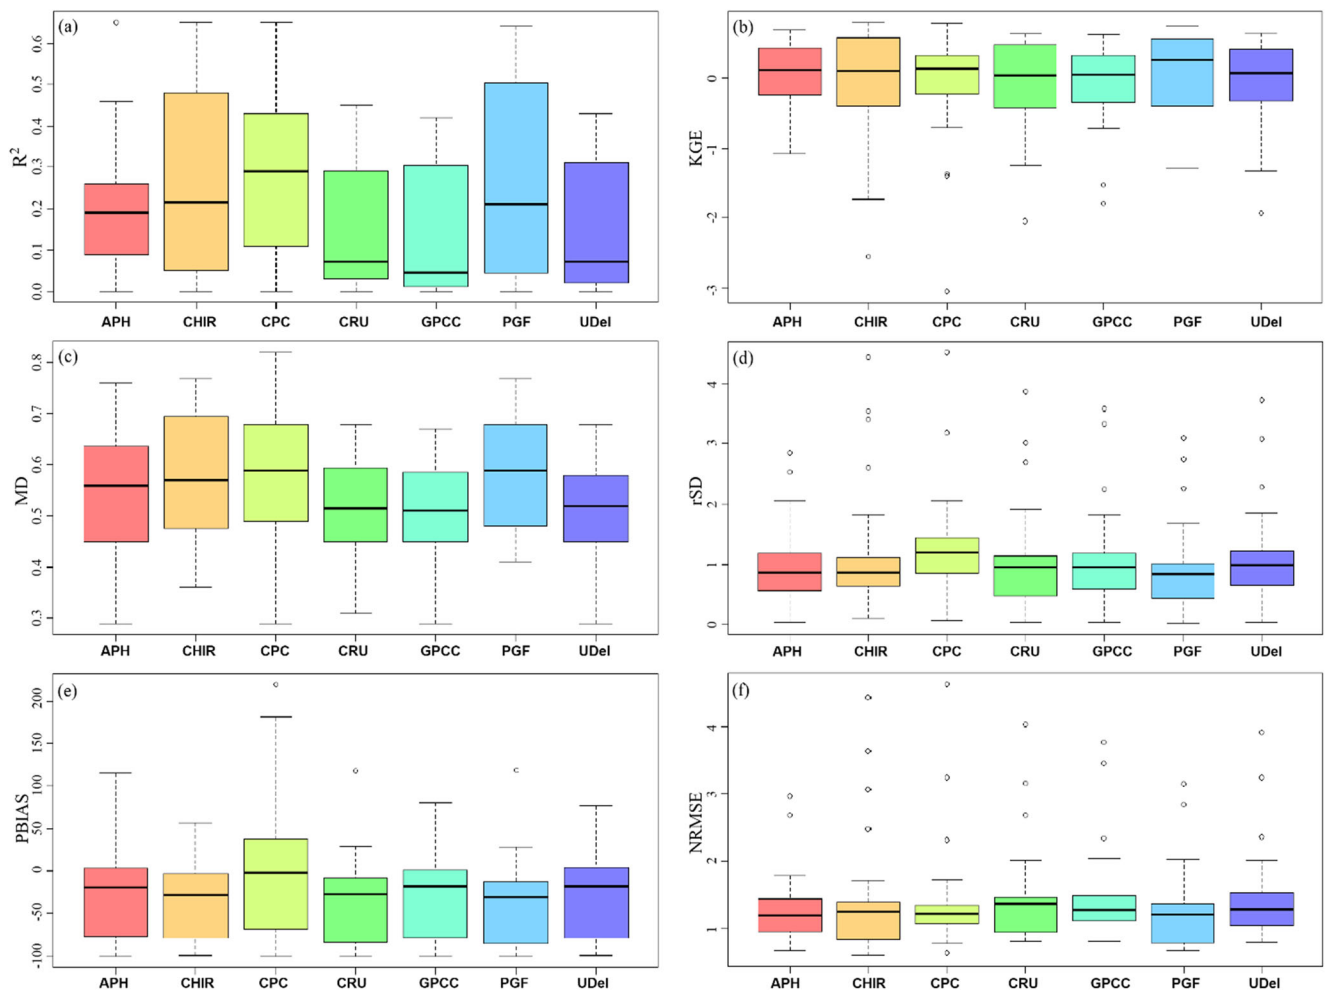 (a)
R²
0.6
0.5
0.4
0.3
0.2
0.1
0.0
APH CHIR CPC CRU GPCC PGF UDel
(b)
KGE
0
-1
-2
-3
APH CHIR CPC CRU GPCC PGF UDel
(c)
MD
0.8
0.7
0.6
0.5
0.4
0.3
APH CHIR CPC CRU GPCC PGF UDel
(d)
rSD
4
3
2
1
0
APH CHIR CPC CRU GPCC PGF UDel
(e)
PBIAS
200
150
100
50
0
-50
-100
APH CHIR CPC CRU GPCC PGF UDel
(f)
NRMSE
4
3
2
1
APH CHIR CPC CRU GPCC PGF UDel